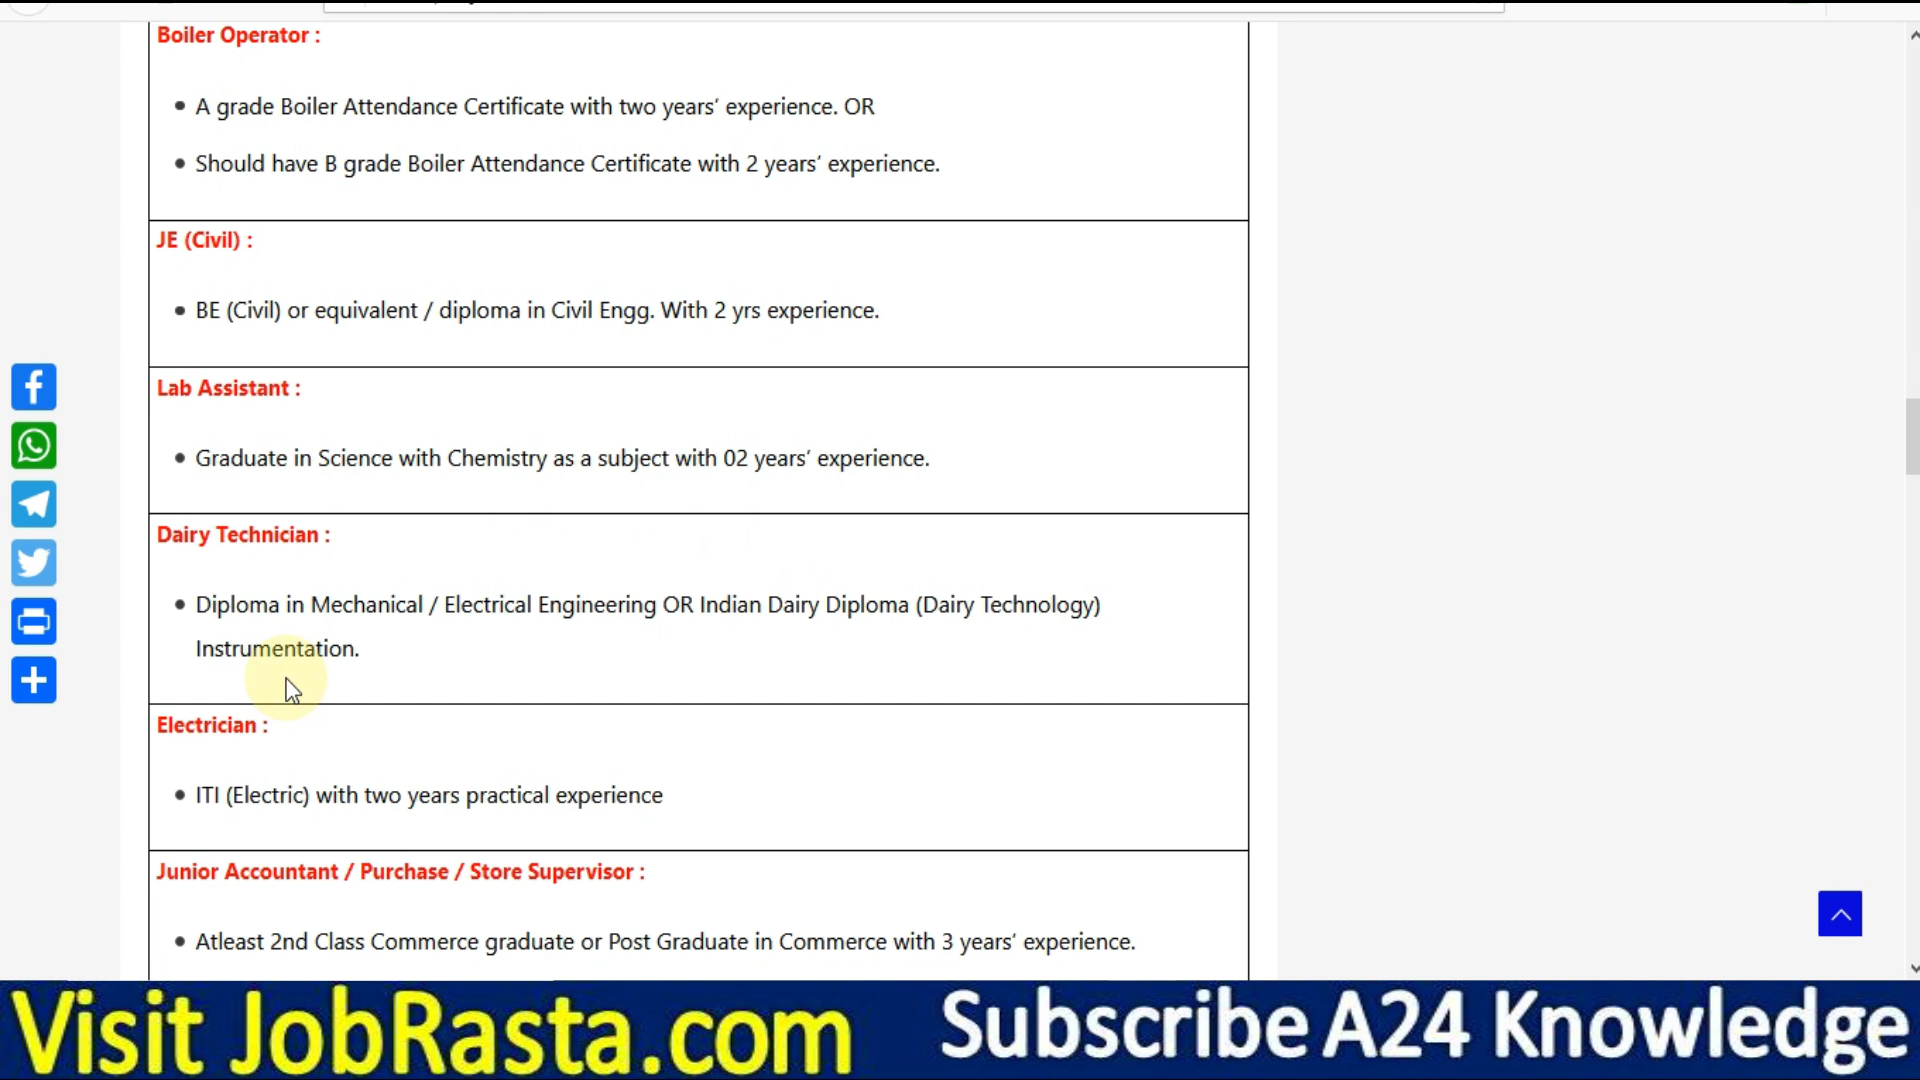 Boiler Operator :
• A grade Boiler Attendance Certificate with two years’ experience. OR
• Should have B grade Boiler Attendance Certificate with 2 years’ experience.
JE (Civil) :
• BE (Civil) or equivalent / diploma in Civil Engg. With 2 yrs experience.
Lab Assistant :
• Graduate in Science with Chemistry as a subject with 02 years’ experience.
Dairy Technician :
• Diploma in Mechanical / Electrical Engineering OR Indian Dairy Diploma (Dairy Technology)
Instrumentation.
Electrician :
• ITI (Electric) with two years practical experience
Junior Accountant / Purchase / Store Supervisor :
• Atleast 2nd Class Commerce graduate or Post Graduate in Commerce with 3 years’ experience.
Visit JobRasta.com
Subscribe A24 Knowledge